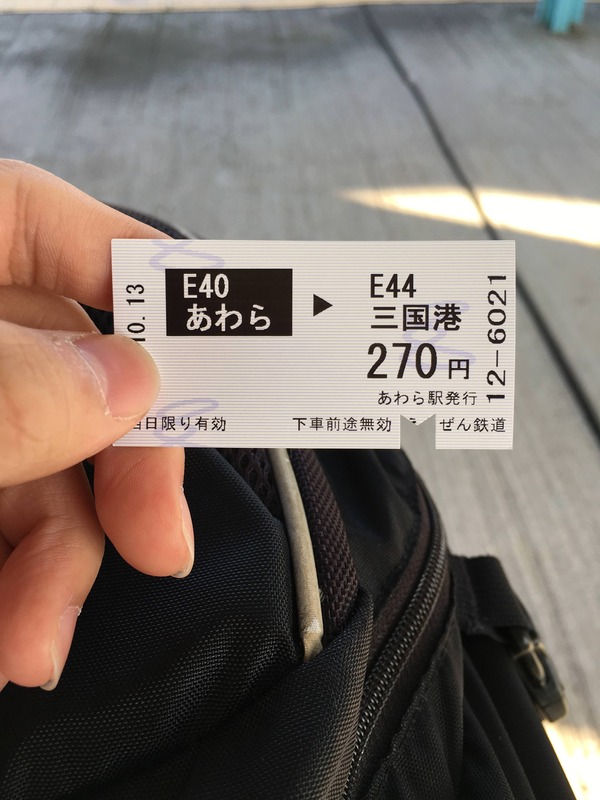 10.13
E40
あわら
▶
E44
三国港
270円
あわら駅発行
12-6021
日限り有効
下車前途無効
ぜん鉄道